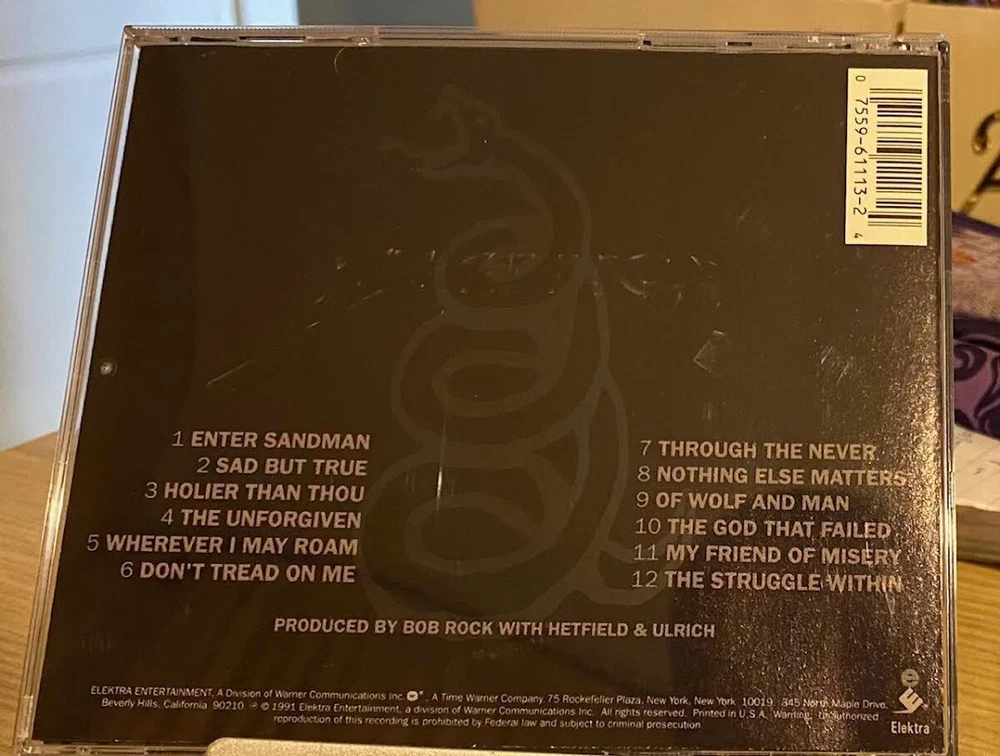 0 7559-61113-2 4
1 ENTER SANDMAN
2 SAD BUT TRUE
3 HOLIER THAN THOU
4 THE UNFORGIVEN
5 WHEREVER I MAY ROAM
6 DON'T TREAD ON ME
7 THROUGH THE NEVER
8 NOTHING ELSE MATTERS
9 OF WOLF AND MAN
10 THE GOD THAT FAILED
11 MY FRIEND OF MISERY
12 THE STRUGGLE WITHIN
PRODUCED BY BOB ROCK WITH HETFIELD & ULRICH
ELEKTRA ENTERTAINMENT, A Division of Warner Communications Inc. . A Time Warner Company 75 Rockefeller Plaza, New York, New York 10019 345 North Maple Drive,
Beverly Hills, California 90210 ℗ © 1991 Elektra Entertainment, a division of Warner Communications Inc. All rights reserved. Printed in U.S.A. Warning, Unauthorized
reproduction of this recording is prohibited by Federal law and subject to criminal prosecution
e
Elektra